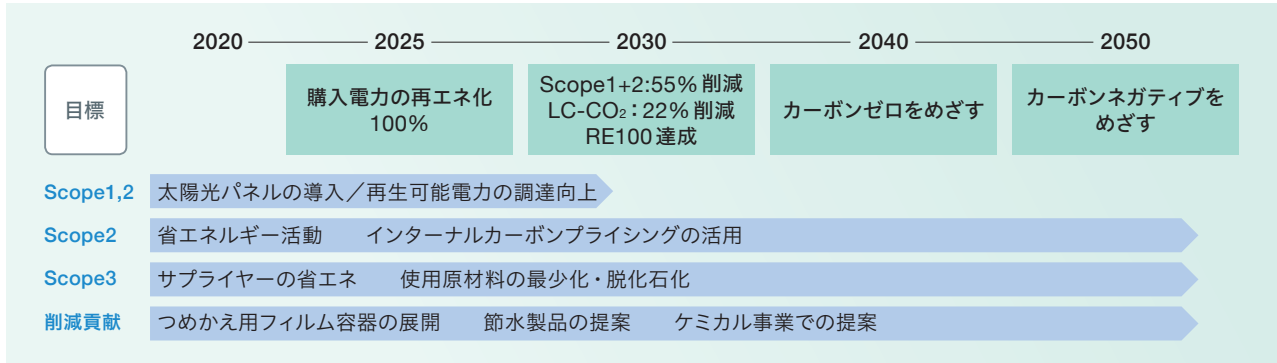 2020 2025 2030 2040 2050
目標
購入電力の再エネ化
100%
Scope1+2:55%削減
LC-CO₂：22%削減
RE100達成
カーボンゼロをめざす
カーボンネガティブを
めざす
Scope1,2 太陽光パネルの導入／再生可能電力の調達向上
Scope2 省エネルギー活動 インターナルカーボンプライシングの活用
Scope3 サプライヤーの省エネ 使用原材料の最少化・脱化石化
削減貢献 つめかえ用フィルム容器の展開 節水製品の提案 ケミカル事業での提案